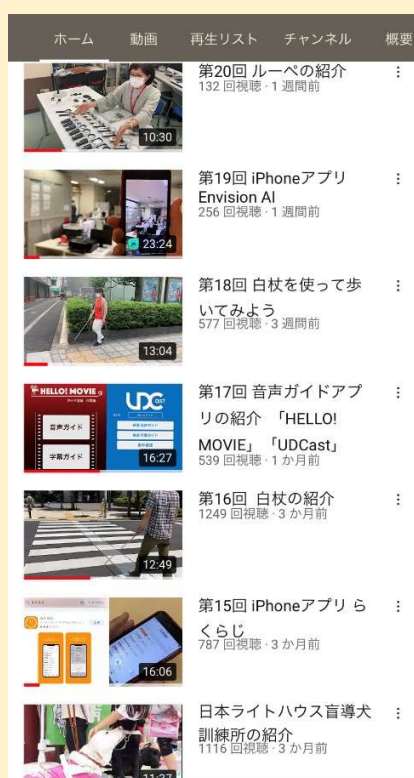 ホーム 動画 再生リスト チャンネル 概要
第20回 ルーペの紹介
132 回視聴・1 週間前
10:30
第19回 iPhoneアプリ
Envision AI
256 回視聴・1 週間前
23:24
第18回 白杖を使って歩
いてみよう
577 回視聴・3 週間前
13:04
第17回 音声ガイドアプ
リの紹介 「HELLO!
MOVIE」 「UDCast」
539 回視聴・1 か月前
HELLO! MOVIE
音声ガイド
字幕ガイド
UDCast
16:27
第16回 白杖の紹介
1249 回視聴・3 か月前
12:49
第15回 iPhoneアプリ ら
くらじ
787 回視聴・3 か月前
16:06
日本ライトハウス盲導犬
訓練所の紹介
1116 回視聴・3 か月前
11:37